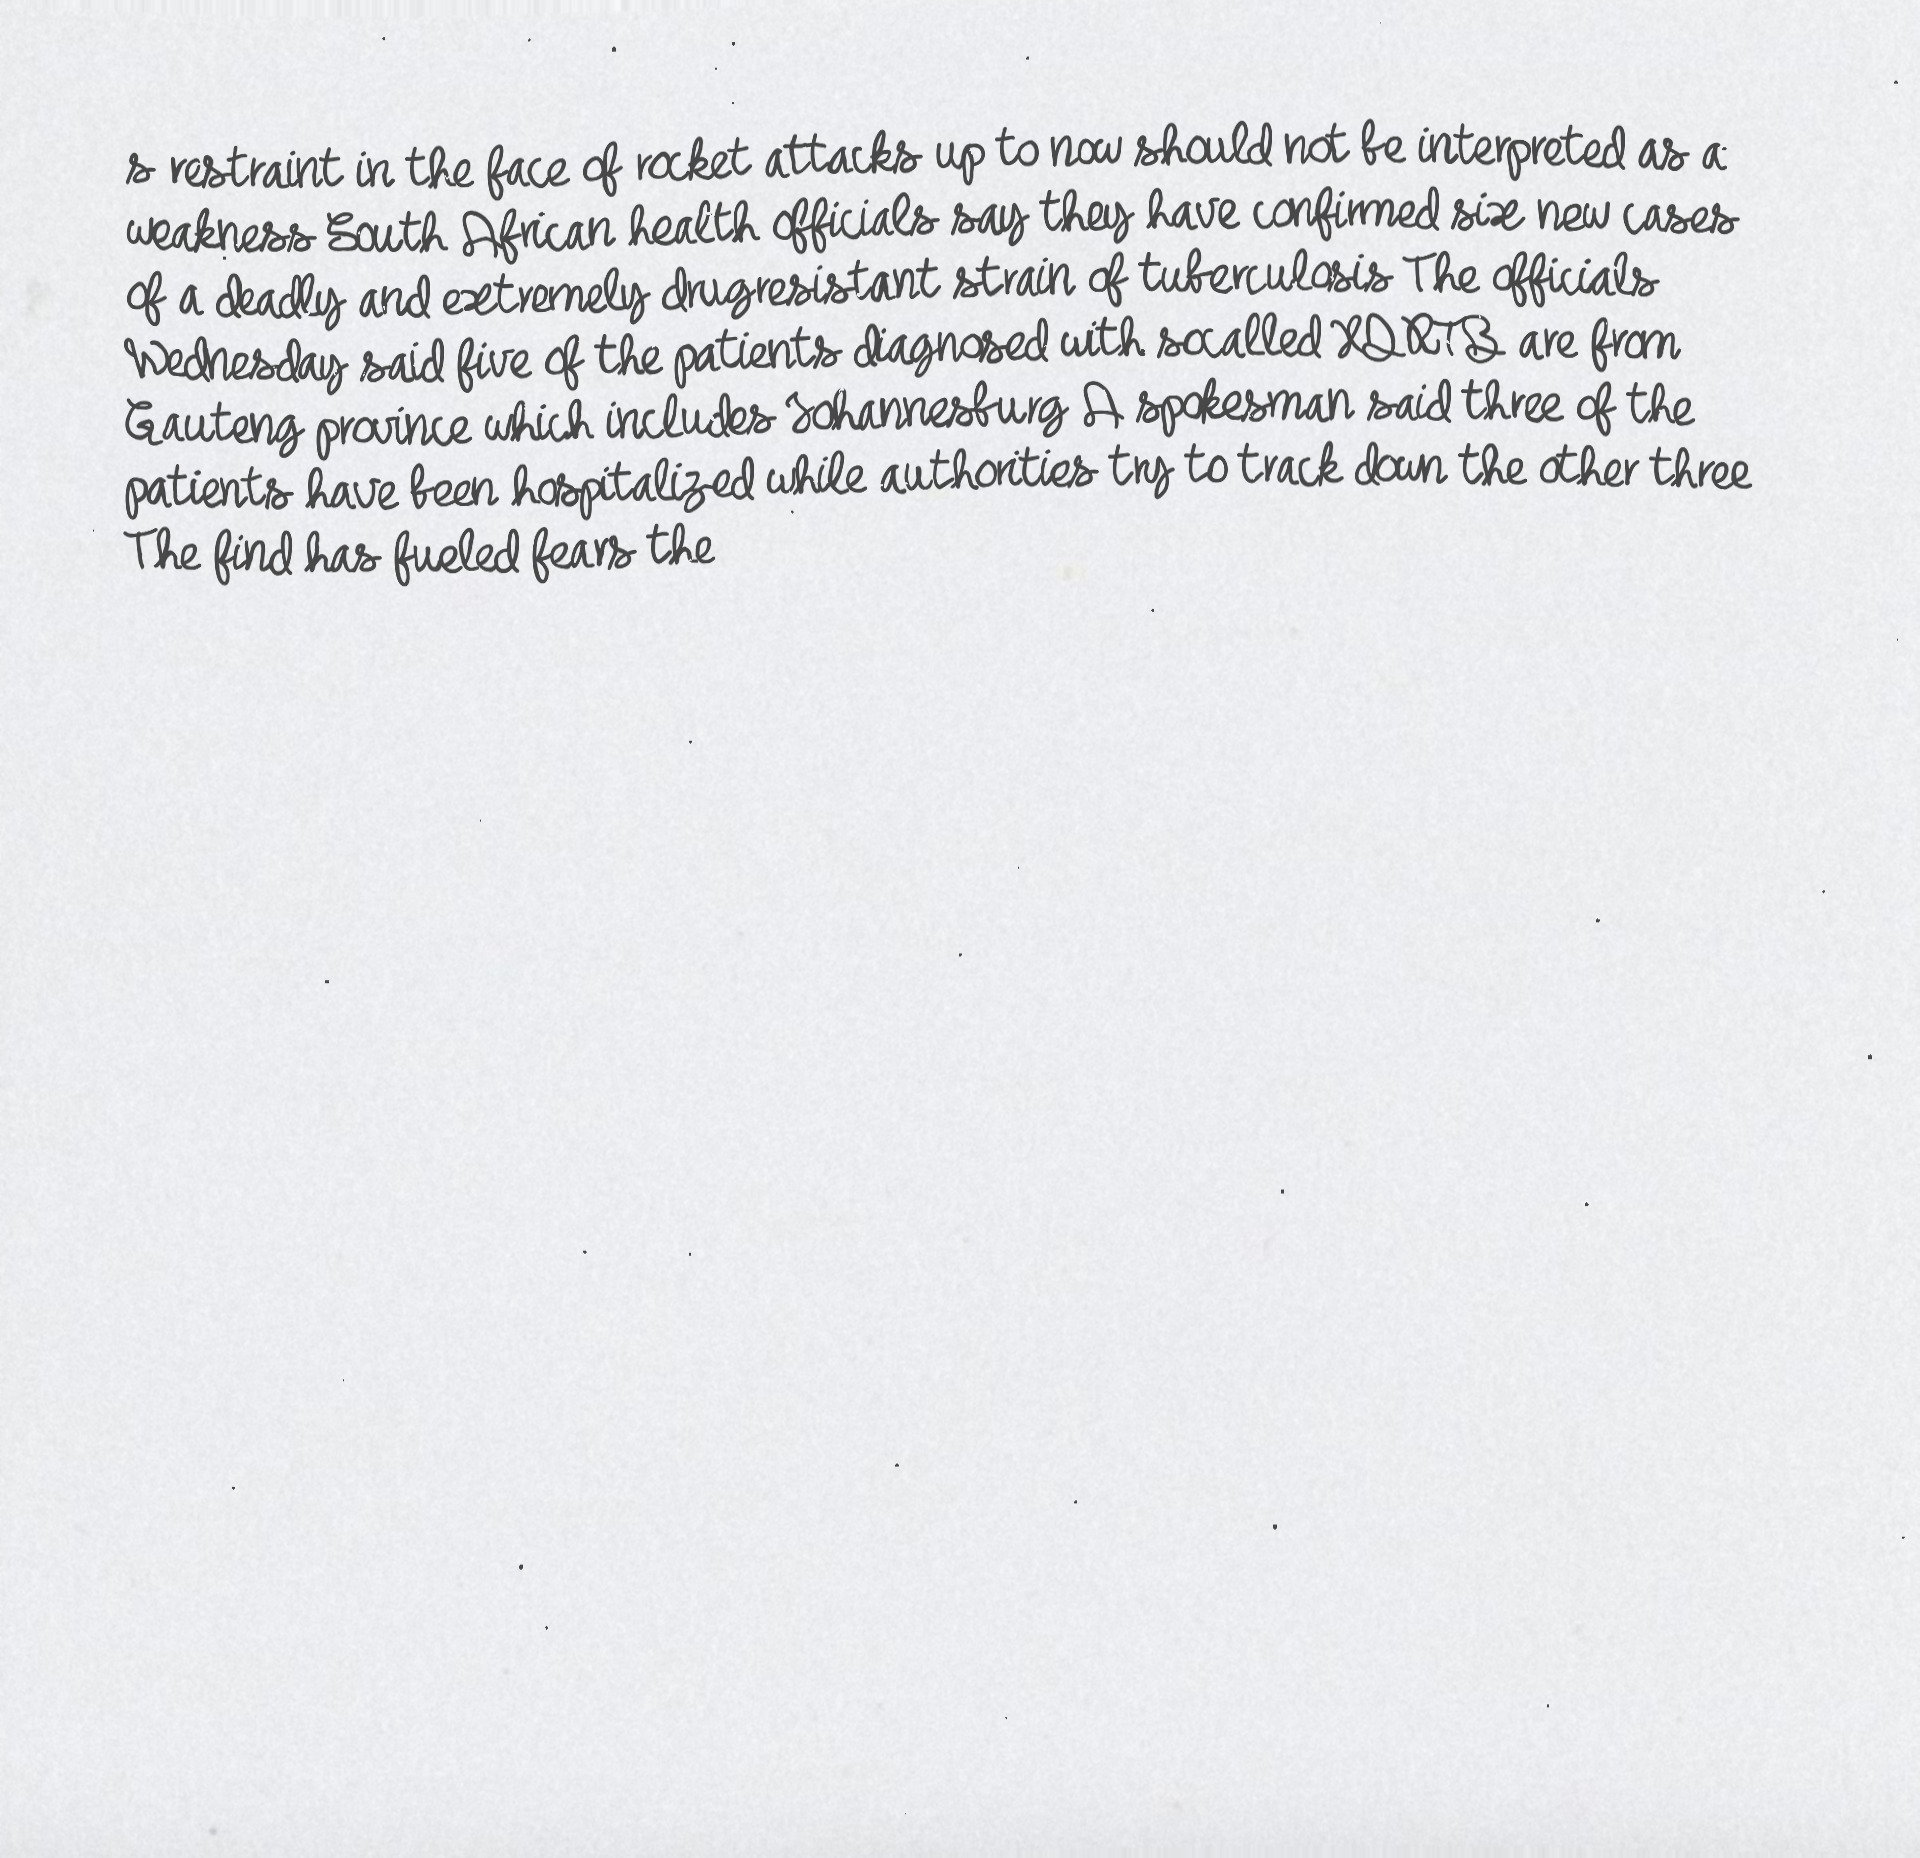 s restraint in the face of rocket attacks up to now should not be interpreted as a
weakness South African health officials say they have confirmed six new cases
of a deadly and extremely drugresistant strain of tuberculosis The officials
Wednesday said five of the patients diagnosed with socalled XDRTB are from
Gauteng province which includes Johannesburg A spokesman said three of the
patients have been hospitalized while authorities try to track down the other three
The find has fueled fears the